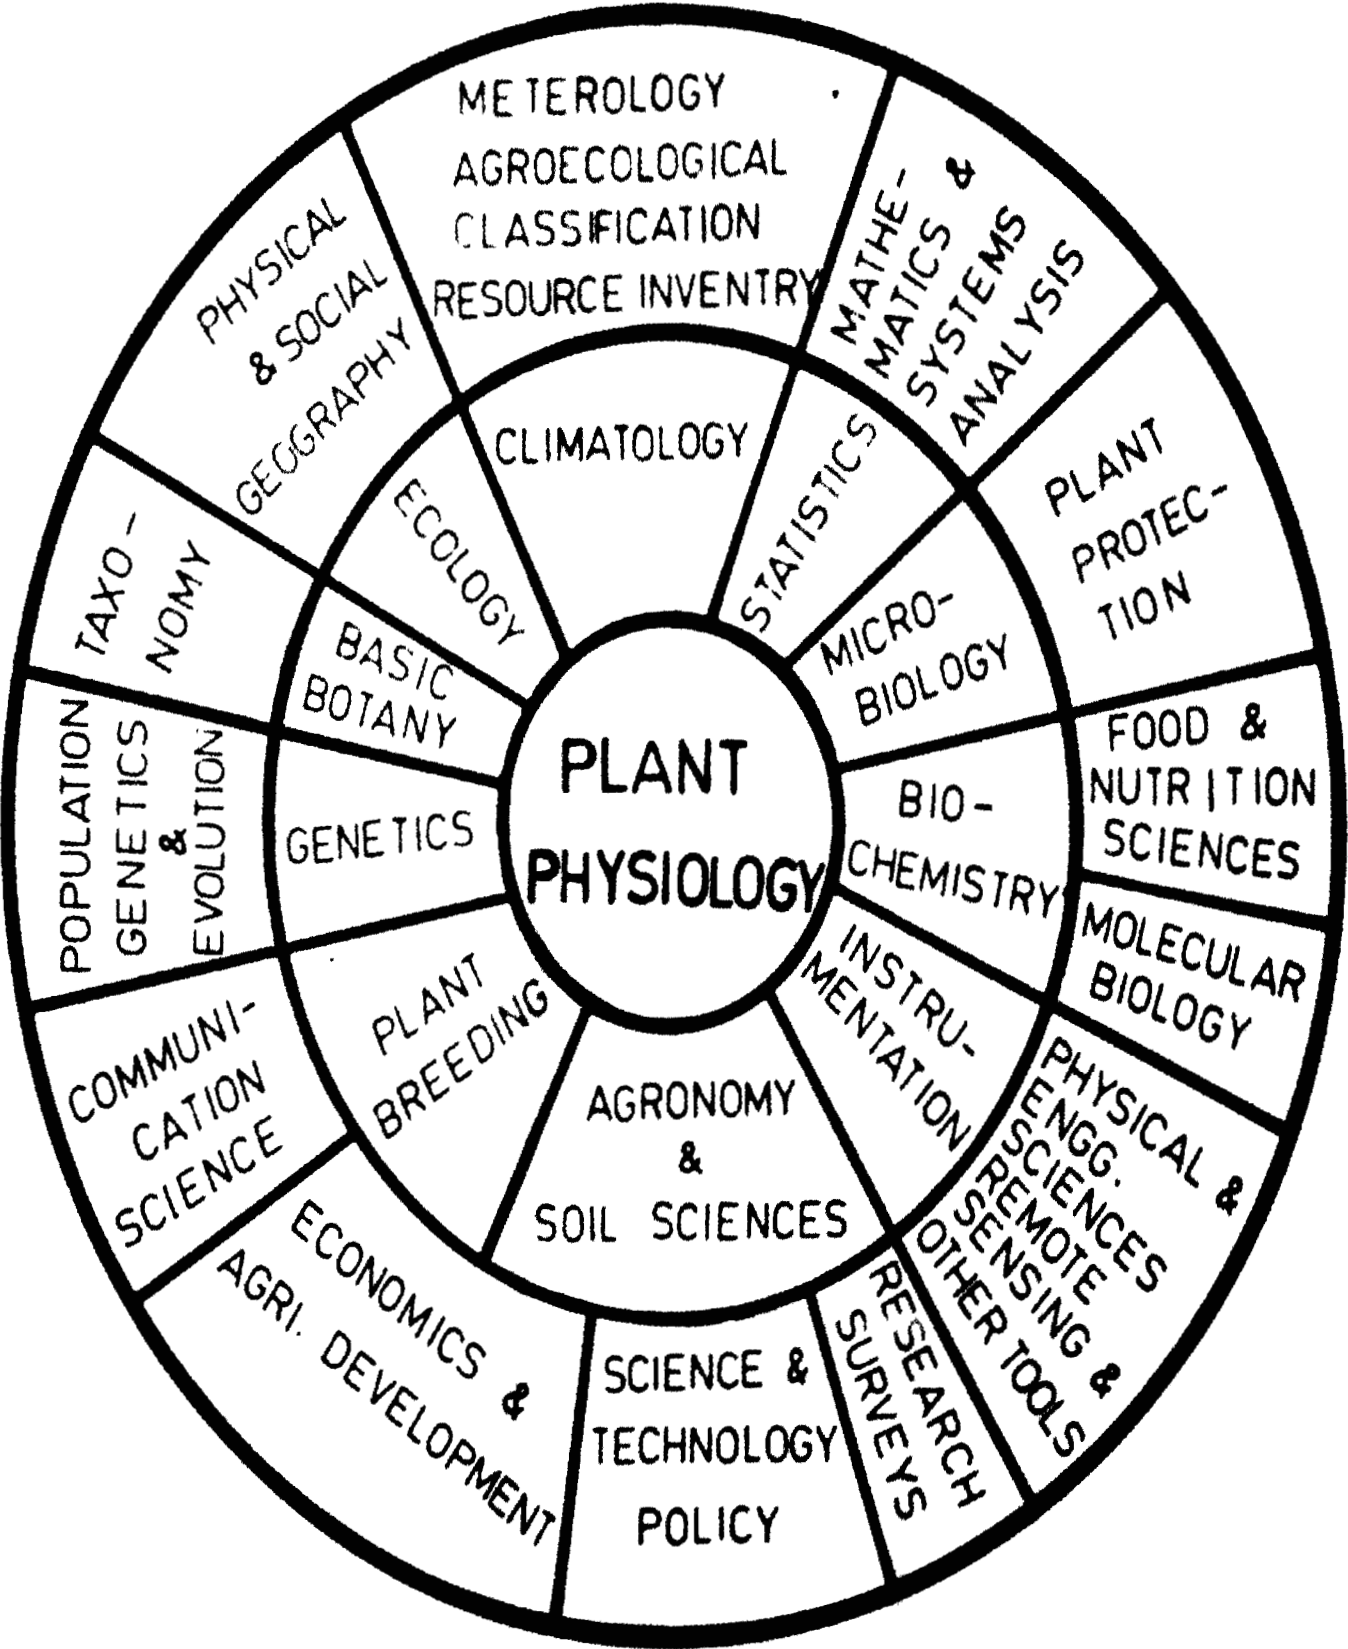 METEROLOGY
AGROECOLOGICAL
CLASSIFICATION
RESOURCE INVENTRY
MATHE-
MATICS &
SYSTEMS
ANALYSIS
PLANT
PROTEC-
TION
FOOD &
NUTRITION
SCIENCES
MOLECULAR
BIOLOGY
PHYSICAL &
ENGG.
SCIENCES
REMOTE
SENSING &
OTHER TOOLS
RESEARCH
SURVEYS
SCIENCE &
TECHNOLOGY
POLICY
ECONOMICS &
AGRI. DEVELOPMENT
COMMUNI-
CATION
SCIENCE
POPULATION
GENETICS
&
EVOLUTION
TAXO-
NOMY
PHYSICAL
& SOCIAL
GEOGRAPHY
CLIMATOLOGY
STATISTICS
MICRO-
BIOLOGY
BIO-
CHEMISTRY
INSTRU-
MENTATION
AGRONOMY
&
SOIL SCIENCES
PLANT
BREEDING
GENETICS
BASIC
BOTANY
ECOLOGY
PLANT
PHYSIOLOGY